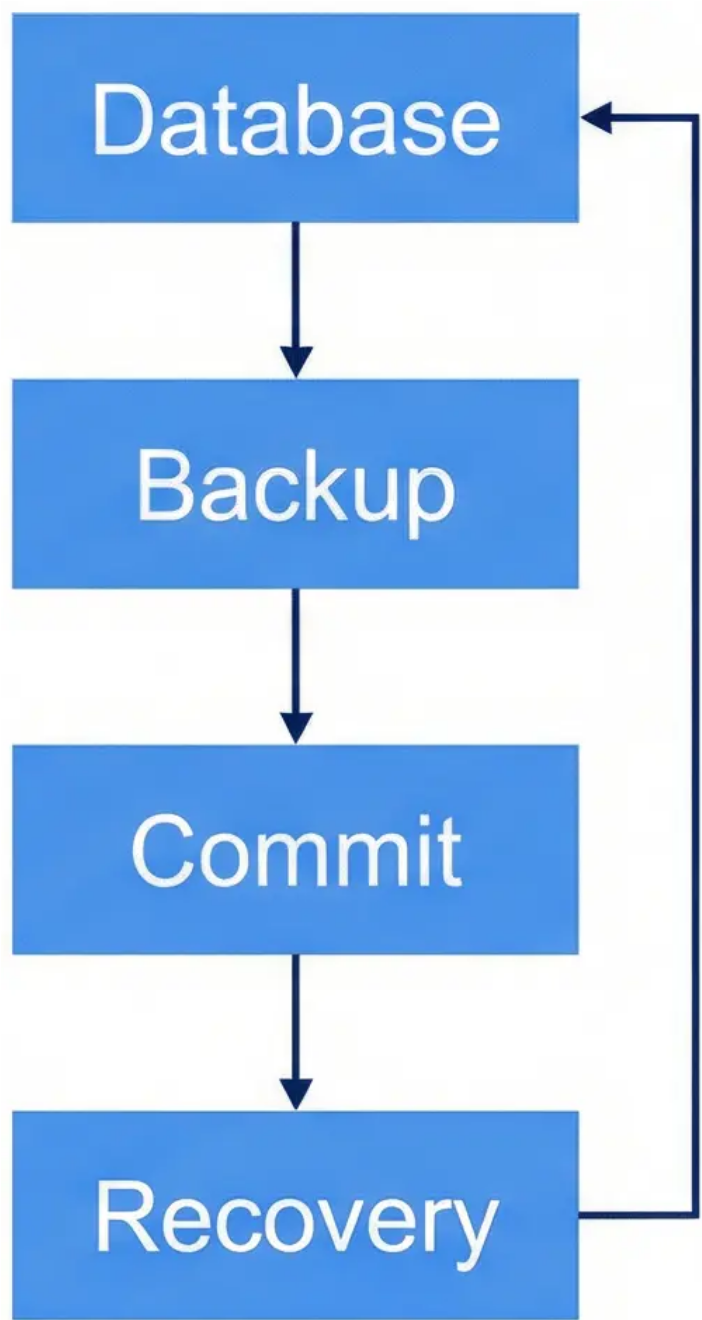 Database
Backup
Commit
Recovery